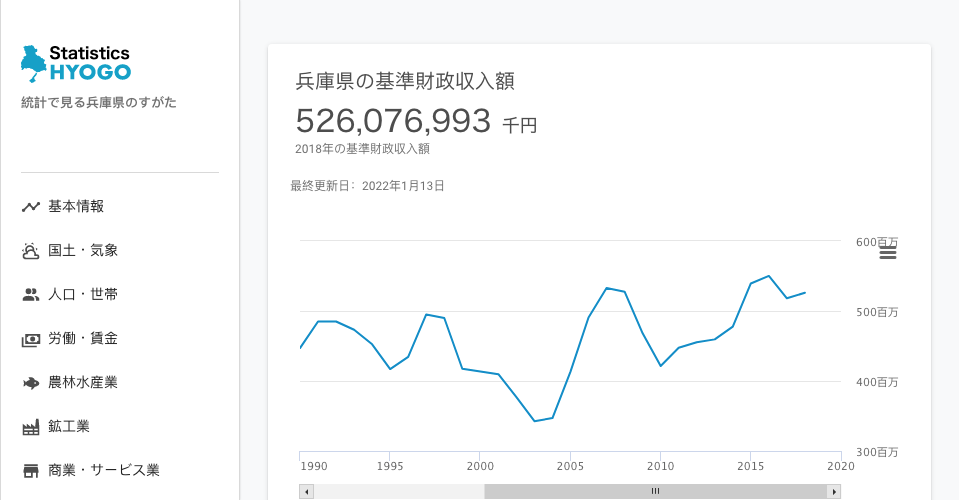 Statistics
HYOGO
統計で見る兵庫県のすがた
基本情報
国土・気象
人口・世帯
労働・賃金
農林水産業
鉱工業
商業・サービス業
兵庫県の基準財政収入額
526,076,993 千円
2018年の基準財政収入額
最終更新日：2022年1月13日
600百万
500百万
400百万
300百万
1990 1995 2000 2005 2010 2015 2020